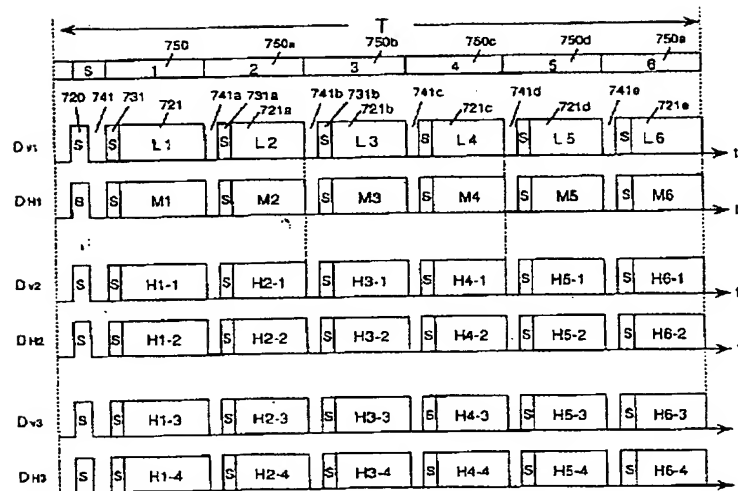 T
750 750a 750b 750c 750d 750e
S 1 2 3 4 5 6
720 741 731 721 741a 731a 721a 741b 731b 721b 741c 721c 741d 721d 741e 721e
DV1 S S L1 S L2 S L3 S L4 S L5 S L6 t
DH1 S S M1 S M2 S M3 S M4 S M5 S M6
DV2 S S H1-1 S H2-1 S H3-1 S H4-1 S H5-1 S H6-1 t
DH2 S S H1-2 S H2-2 S H3-2 S H4-2 S H5-2 S H6-2
DV3 S S H1-3 S H2-3 S H3-3 S H4-3 S H5-3 S H6-3
DH3 S S H1-4 S H2-4 S H3-4 S H4-4 S H5-4 S H6-4